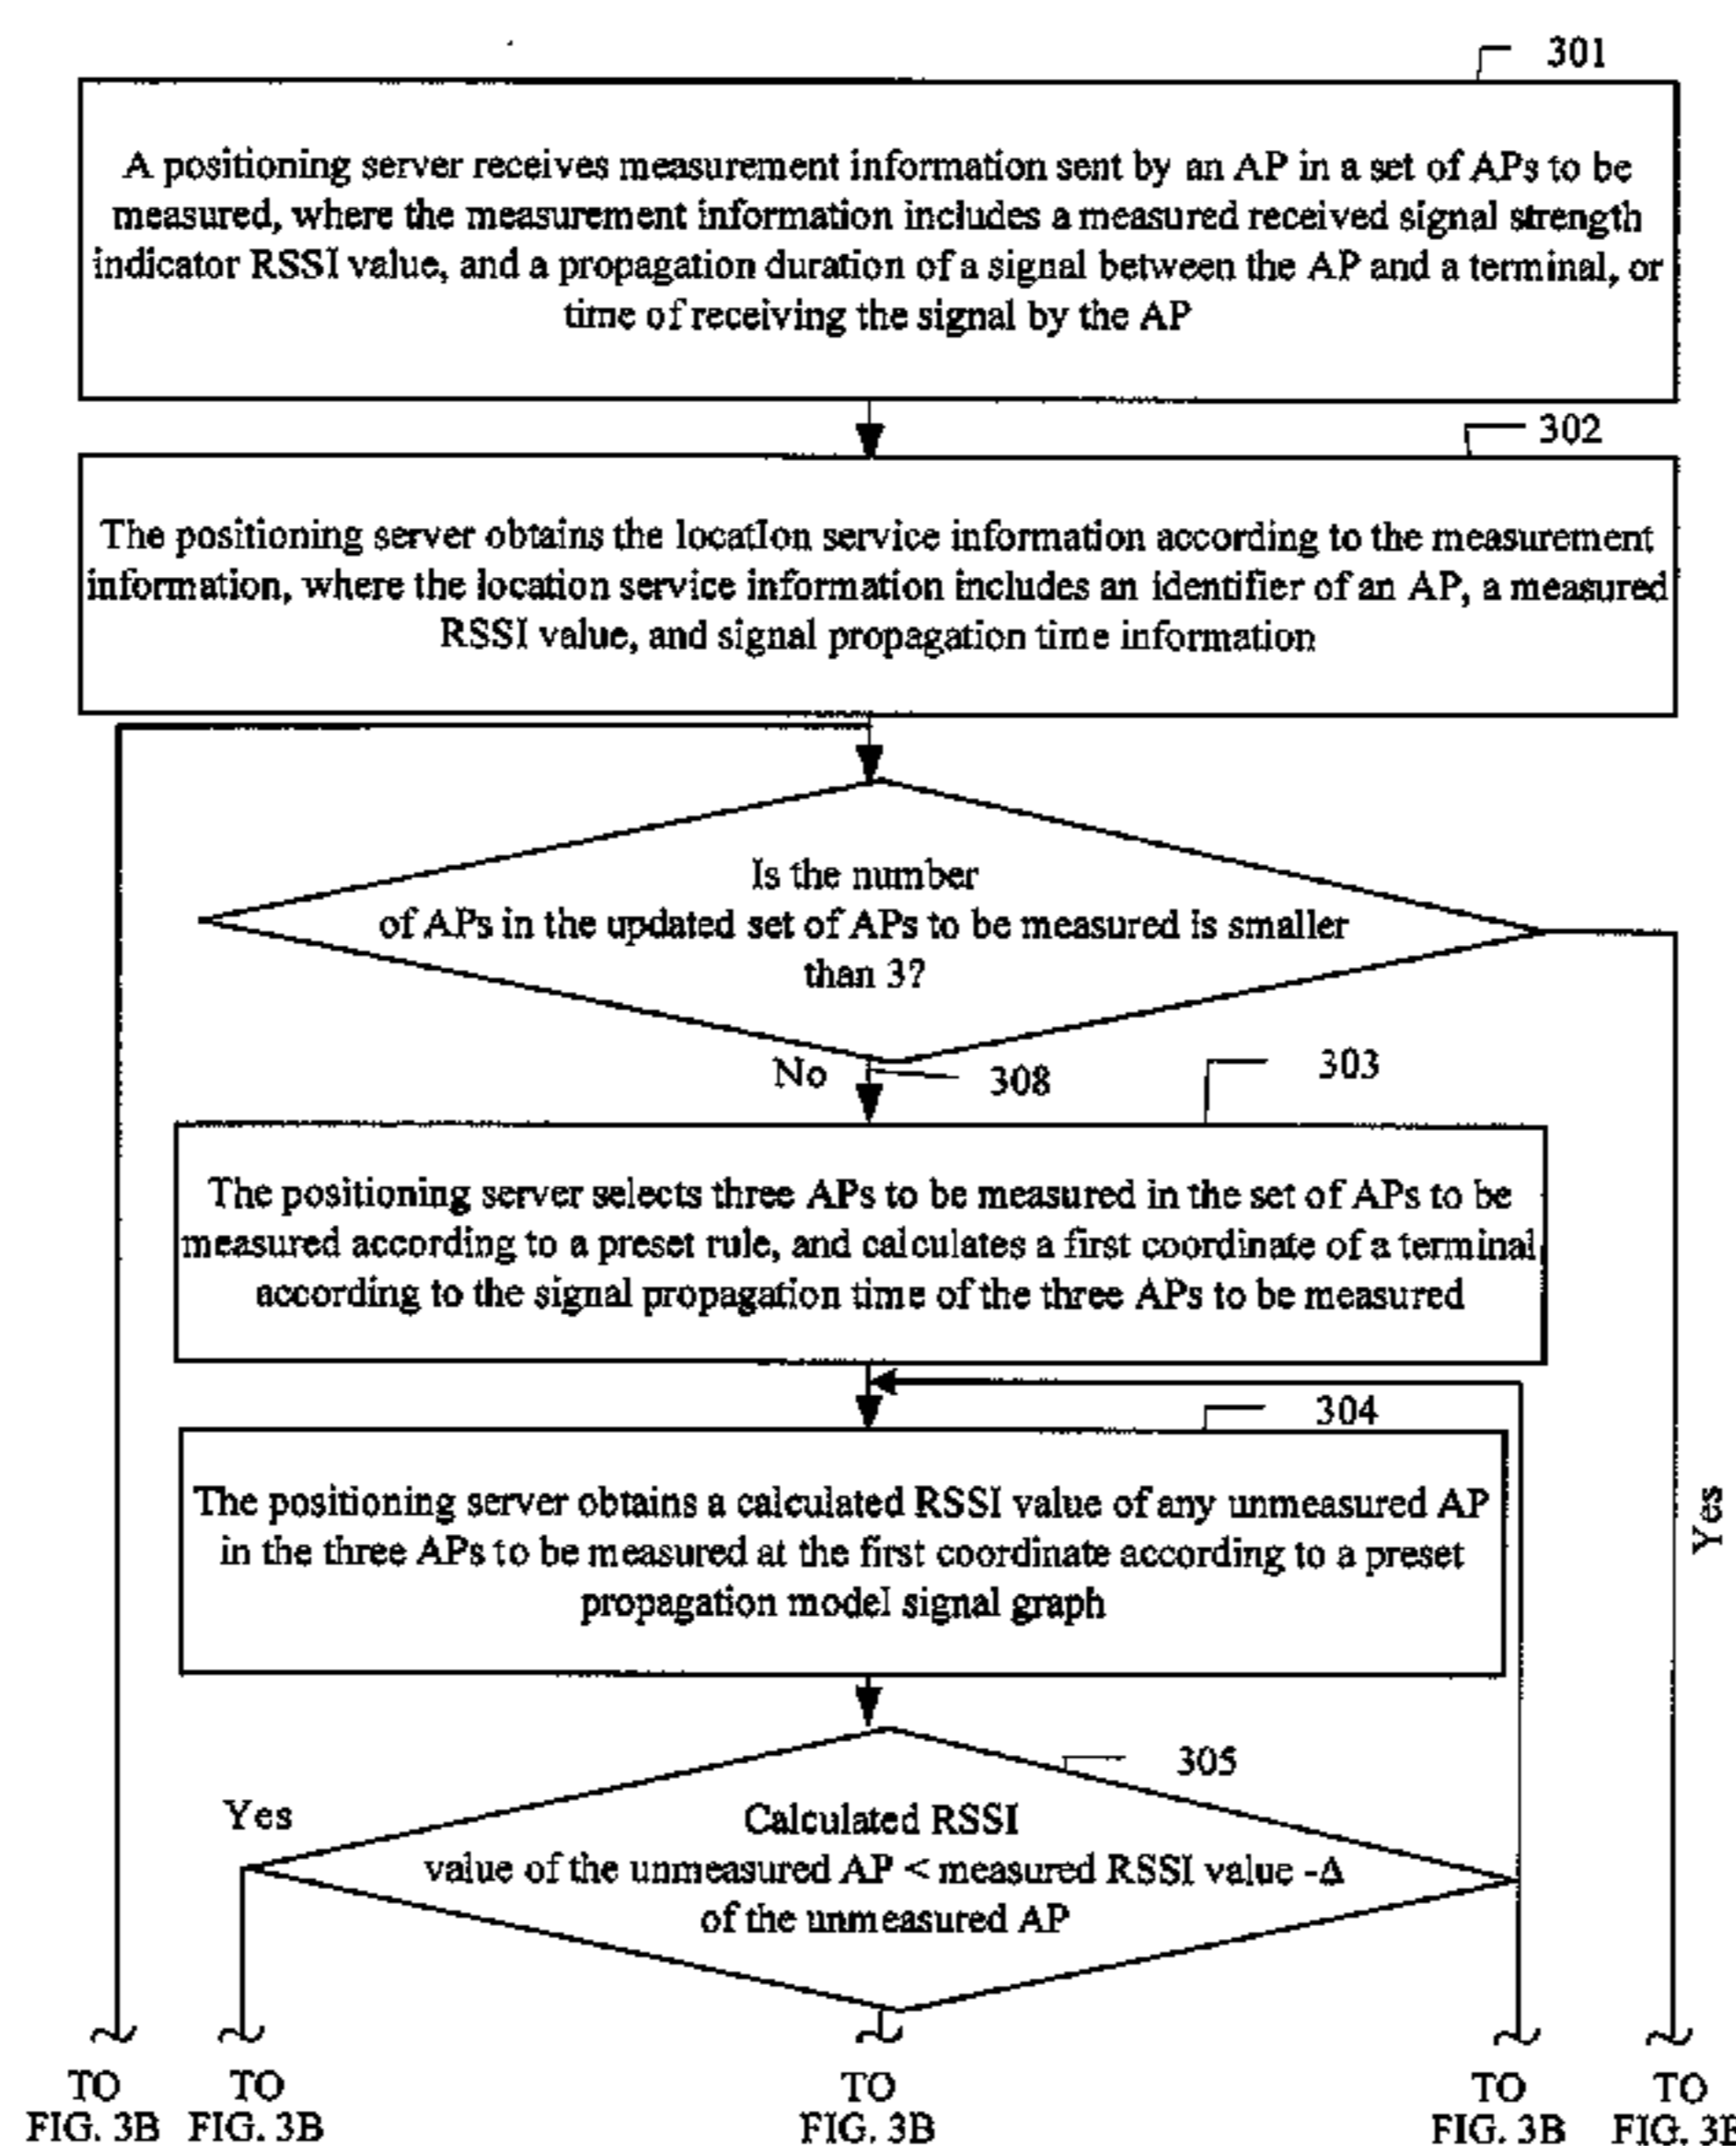 301
A positioning server receives measurement information sent by an AP in a set of APs to be
measured, where the measurement information includes a measured received signal strength
indicator RSSI value, and a propagation duration of a signal between the AP and a terminal, or
time of receiving the signal by the AP
302
The positioning server obtains the locatIon service information according to the measurement
information, where the location service information includes an identifier of an AP, a measured
RSSI value, and signal propagation time information
Is the number
of APs in the updated set of APs to be measured is smaller
than 3?
No
308
303
The positioning server selects three APs to be measured in the set of APs to be
measured according to a preset rule, and calculates a first coordinate of a terminal
according to the signal propagation time of the three APs to be measured
304
The positioning server obtains a calculated RSSI value of any unmeasured AP
in the three APs to be measured at the first coordinate according to a preset
propagation model signal graph
Yes
305
Yes
Calculated RSSI
value of the unmeasured AP < measured RSSI value -Δ
of the unmeasured AP
TO
FIG. 3B
TO
FIG. 3B
TO
FIG. 3B
TO
FIG. 3B
TO
FIG. 3B